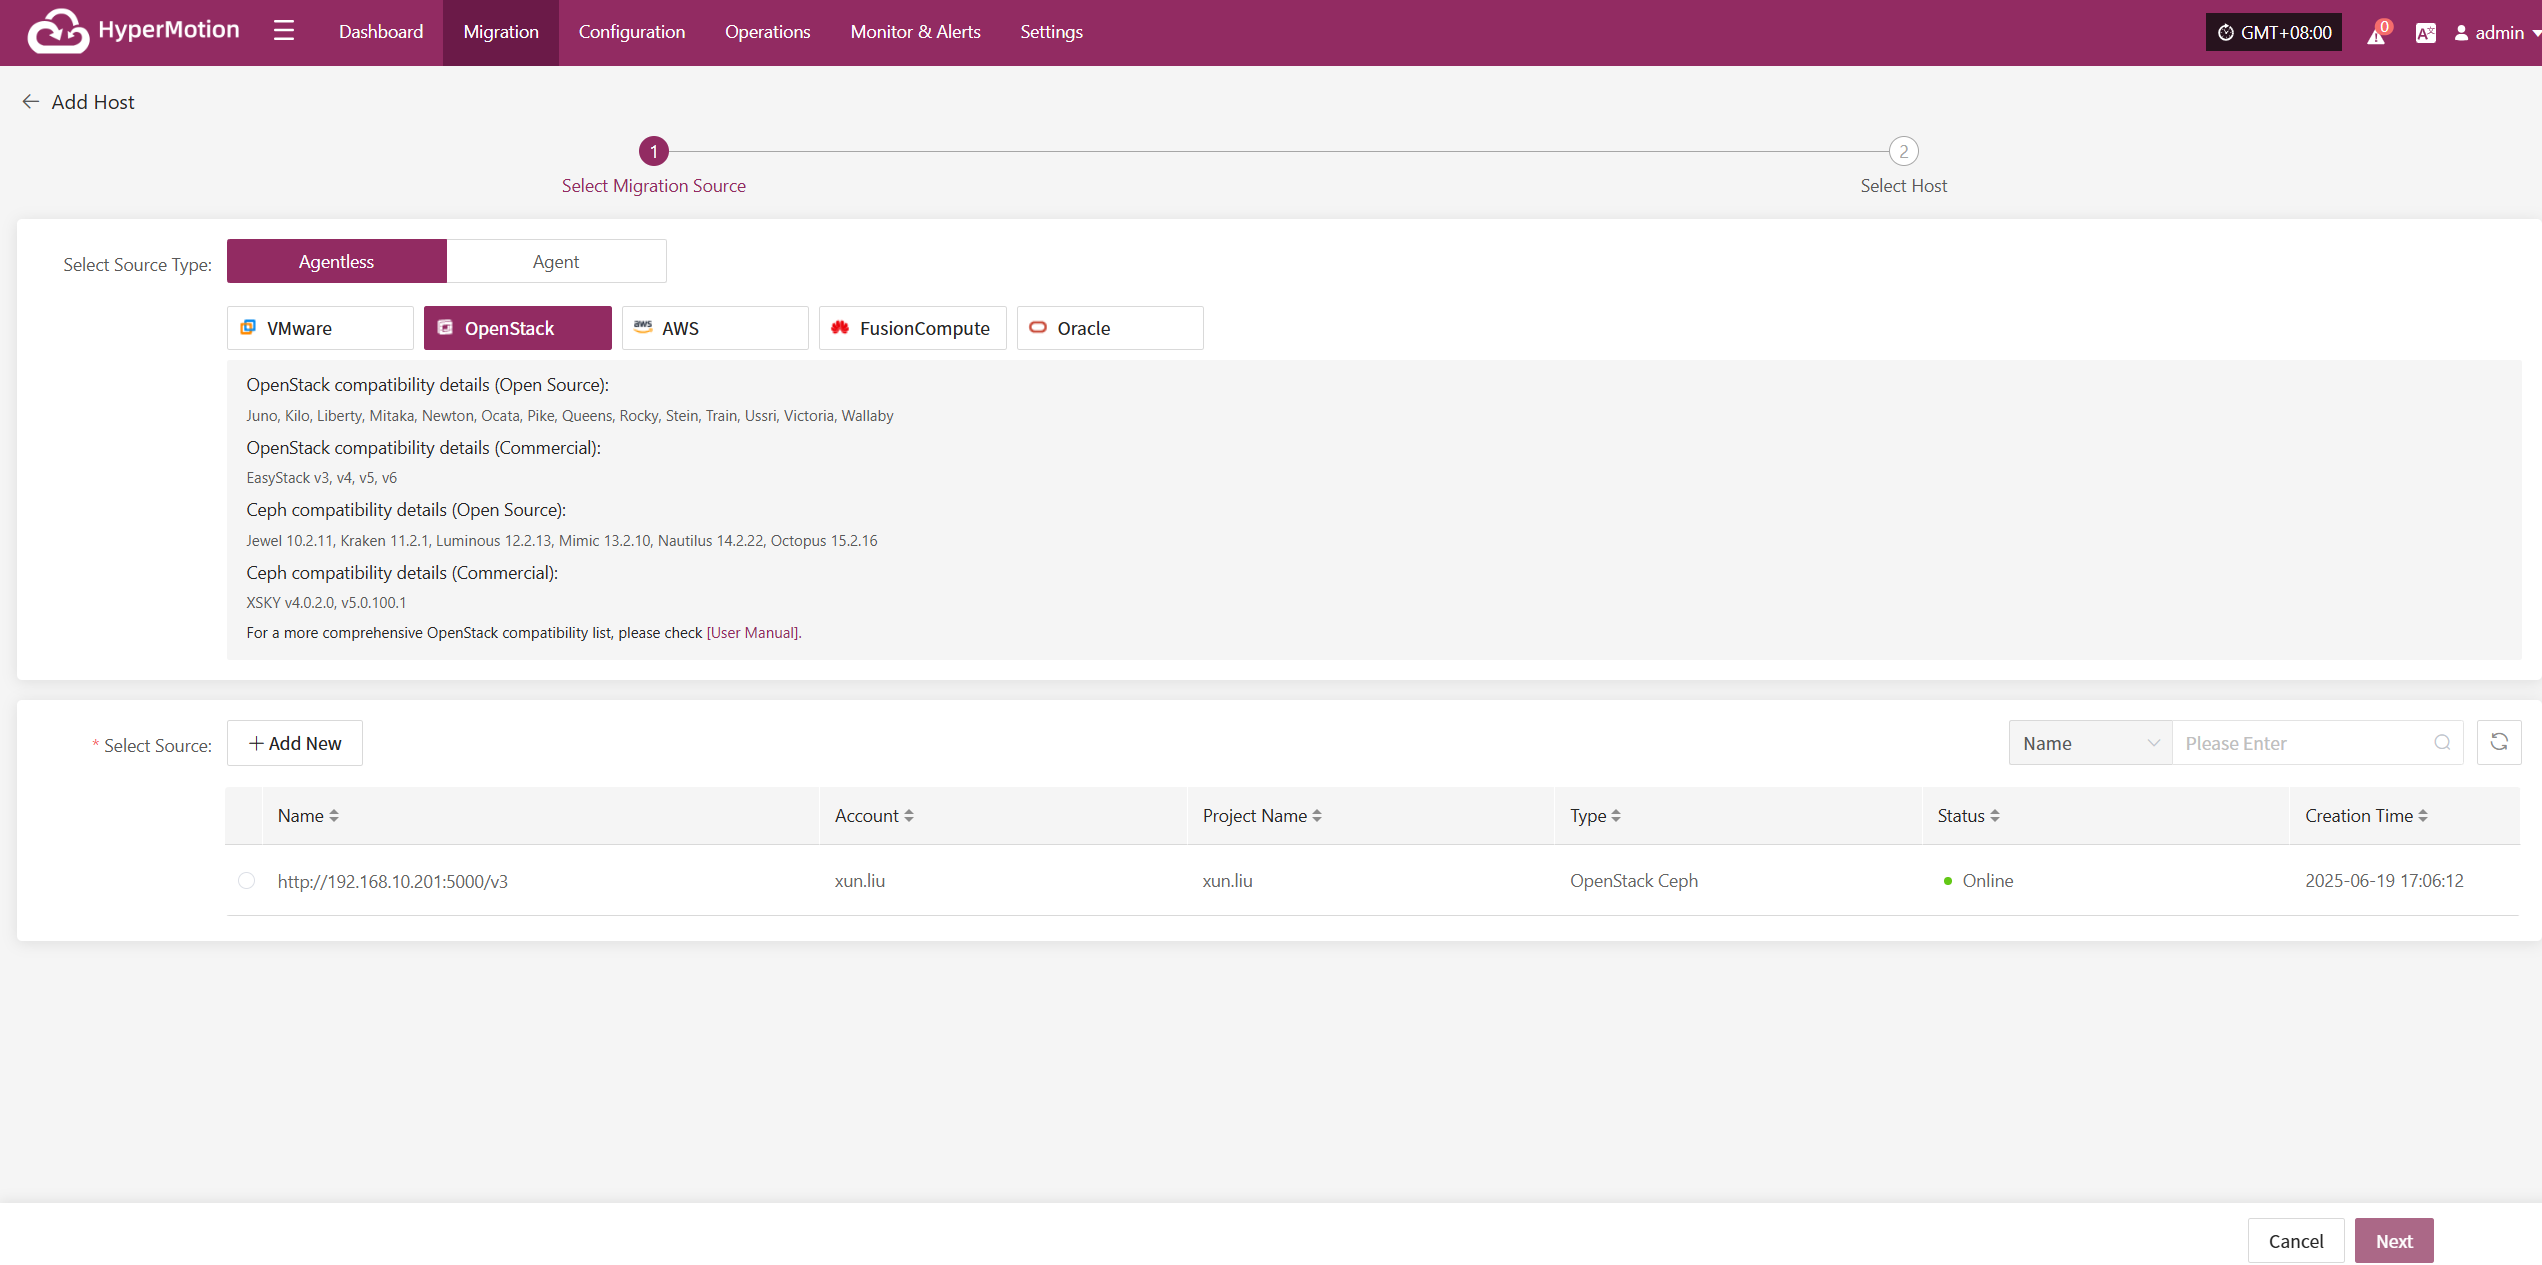 HyperMotion
Dashboard
Migration
Configuration
Operations
Monitor & Alerts
Settings
GMT+08:00
0
admin
Add Host
1
2
Select Migration Source
Select Host
Select Source Type:
Agentless
Agent
VMware
OpenStack
aws AWS
FusionCompute
Oracle
OpenStack compatibility details (Open Source):
Juno, Kilo, Liberty, Mitaka, Newton, Ocata, Pike, Queens, Rocky, Stein, Train, Ussri, Victoria, Wallaby
OpenStack compatibility details (Commercial):
EasyStack v3, v4, v5, v6
Ceph compatibility details (Open Source):
Jewel 10.2.11, Kraken 11.2.1, Luminous 12.2.13, Mimic 13.2.10, Nautilus 14.2.22, Octopus 15.2.16
Ceph compatibility details (Commercial):
XSKY v4.0.2.0, v5.0.100.1
For a more comprehensive OpenStack compatibility list, please check [User Manual].
* Select Source:
+ Add New
Name
Please Enter
Name
Account
Project Name
Type
Status
Creation Time
http://192.168.10.201:5000/v3
xun.liu
xun.liu
OpenStack Ceph
Online
2025-06-19 17:06:12
Cancel
Next